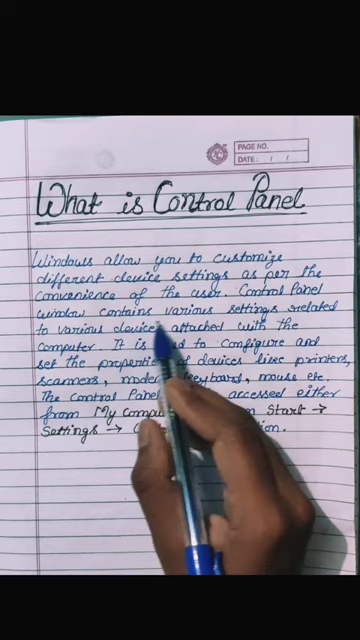 PAGE NO.
DATE: / /
What is Control Panel
Windows allow you to customize
different device settings as per the
convenience of the user. Control Panel
window contains various settings related
to various devices attached with the
computer. It is to configure and
set the properties of devices like printers,
scanners, keyboard, mouse etc
The Control Panel accessed either
from My Start →
Settings →